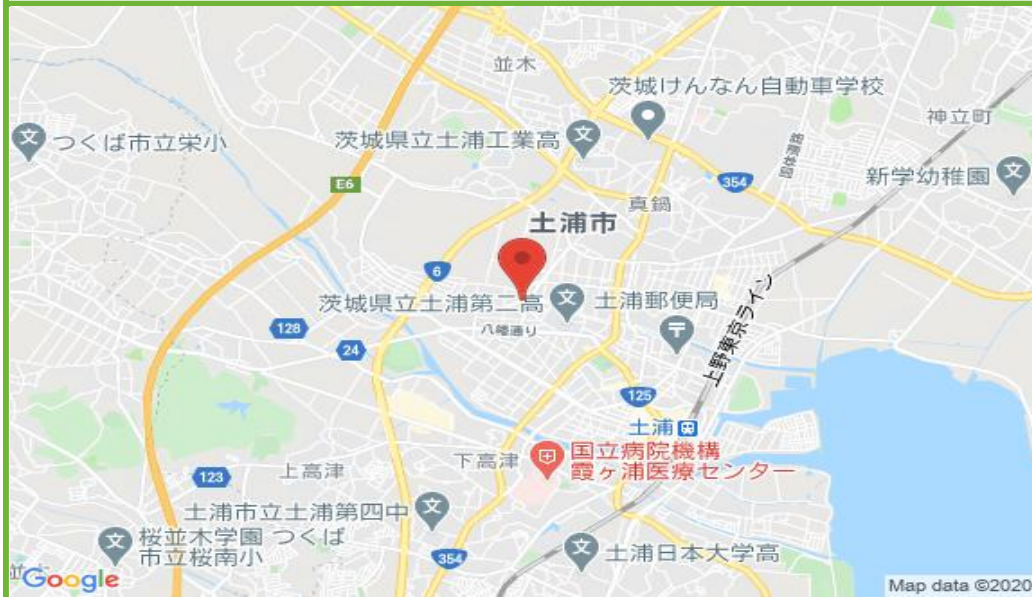 並木
茨城けんなん自動車学校
神立町
つくば市立栄小
茨城県立土浦工業高
国道旧線
新学幼稚園
E6
354
真鍋
土浦市
6
茨城県立土浦第二高
土浦郵便局
八幡通り
128
24
上野東京ライン
125
土浦
国立病院機構
霞ヶ浦医療センター
下高津
上高津
123
土浦市立土浦第四中
桜並木学園 つくば
市立桜南小
354
土浦日本大学高
並木
Google
Map data ©2020